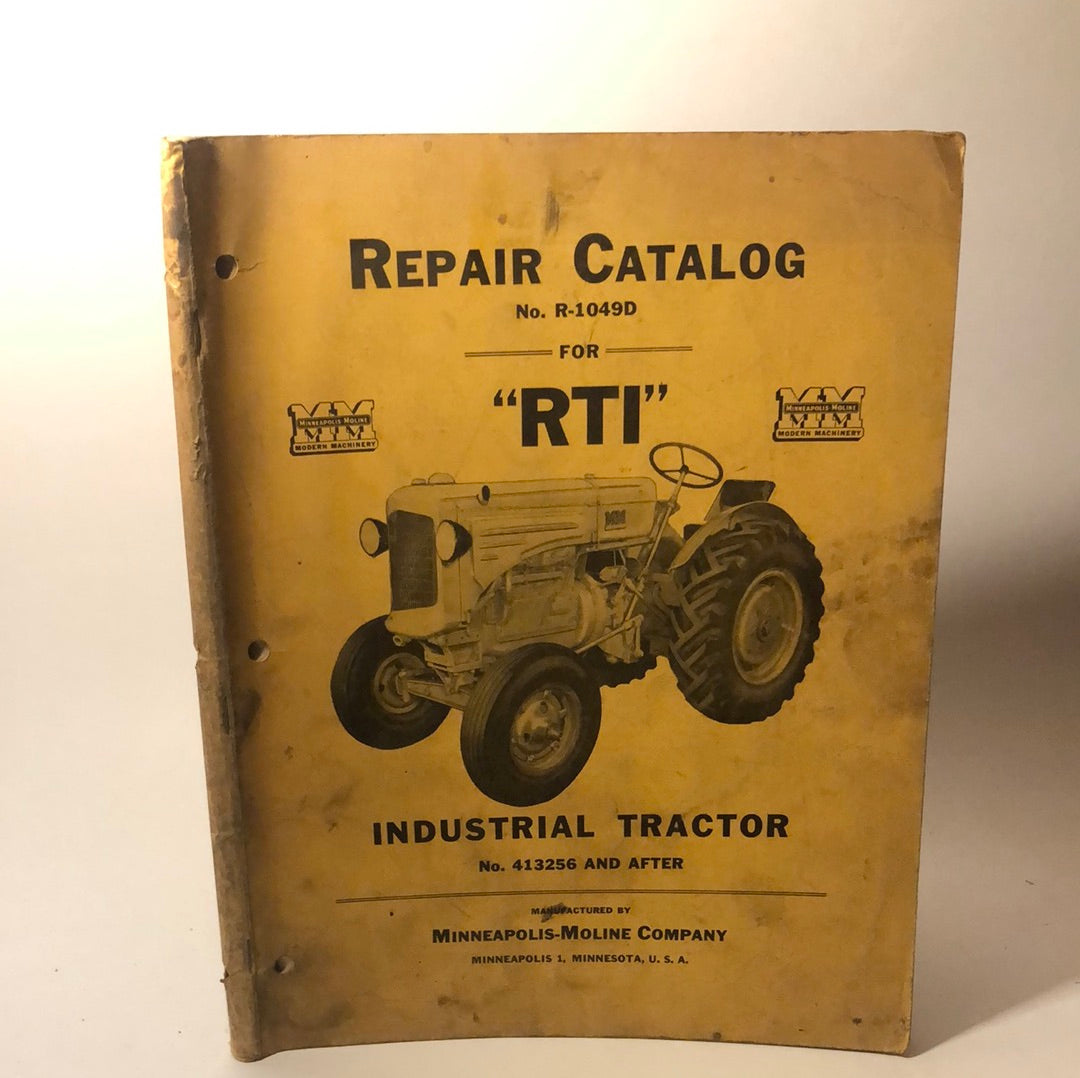 REPAIR CATALOG
No. R-1049D
FOR
"RTI"
MM
MINNEAPOLIS-MOLINE
MODERN MACHINERY
MM
MINNEAPOLIS-MOLINE
MODERN MACHINERY
MM
INDUSTRIAL TRACTOR
No. 413256 AND AFTER
MANUFACTURED BY
MINNEAPOLIS-MOLINE COMPANY
MINNEAPOLIS 1, MINNESOTA, U. S. A.